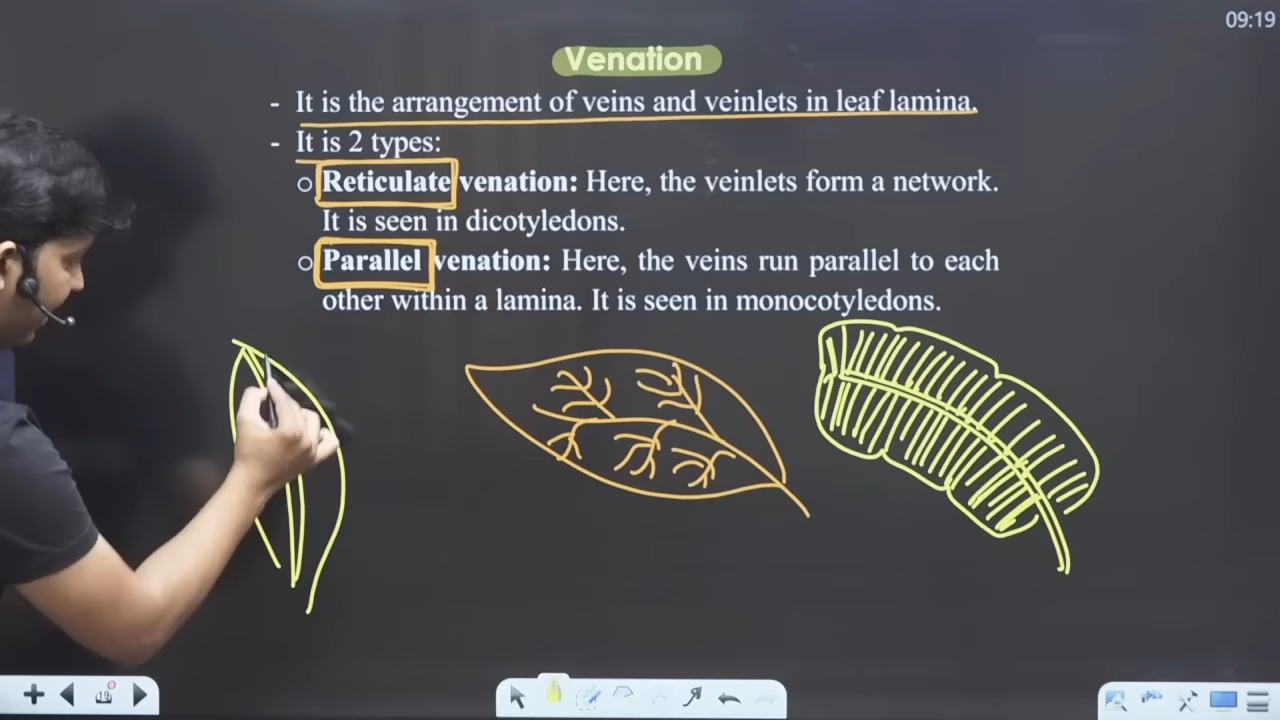 09:19
Venation
- It is the arrangement of veins and veinlets in leaf lamina.
- It is 2 types:
o Reticulate venation: Here, the veinlets form a network.
It is seen in dicotyledons.
o Parallel venation: Here, the veins run parallel to each
other within a lamina. It is seen in monocotyledons.